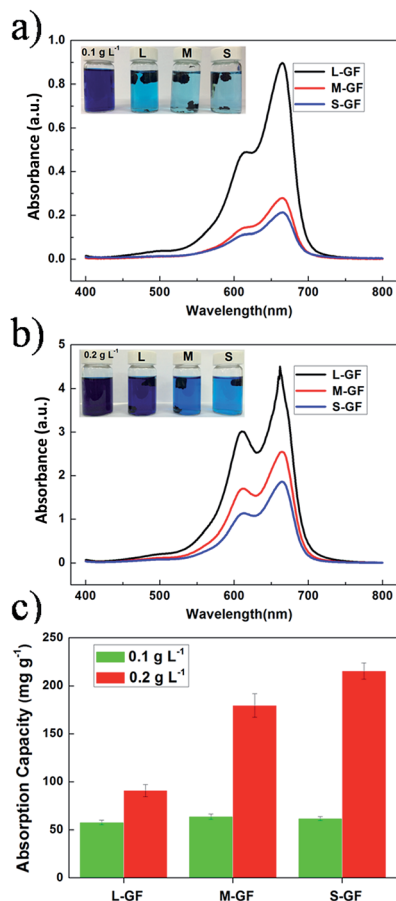 a)
0.1 g L-1 L M S
L-GF
M-GF
S-GF
1.0
0.8
0.6
0.4
0.2
0.0
Absorbance (a.u.)
400 500 600 700 800
Wavelength(nm)
b)
0.2 g L-1 L M S
L-GF
M-GF
S-GF
5
4
3
2
1
0
Absorbance (a.u.)
400 500 600 700 800
Wavelength(nm)
c)
0.1 g L-1
0.2 g L-1
250
200
150
100
50
0
Absorption Capacity (mg g-1)
L-GF M-GF S-GF